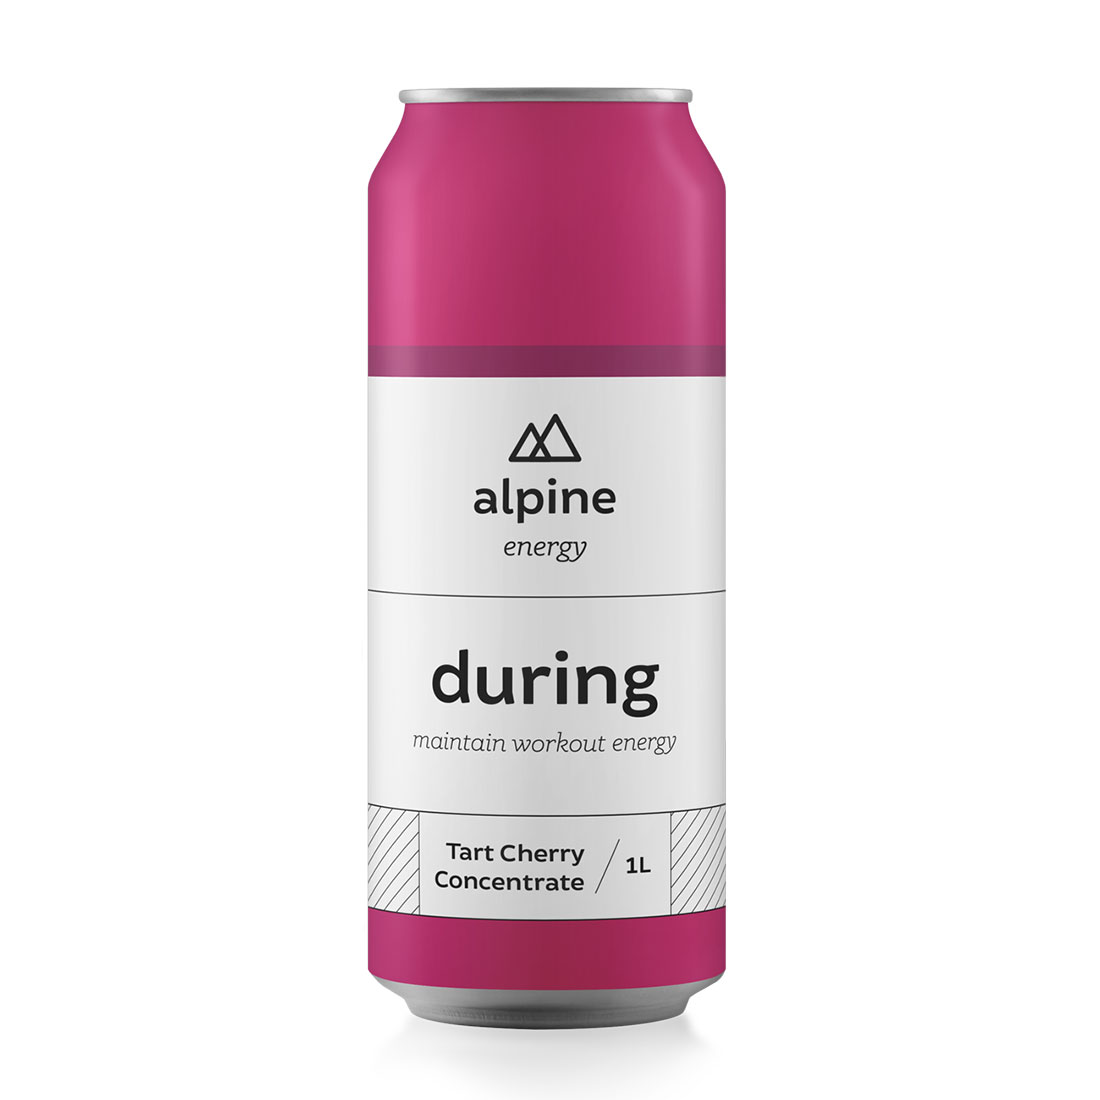 alpine
energy
during
maintain workout energy
Tart Cherry
Concentrate
1L